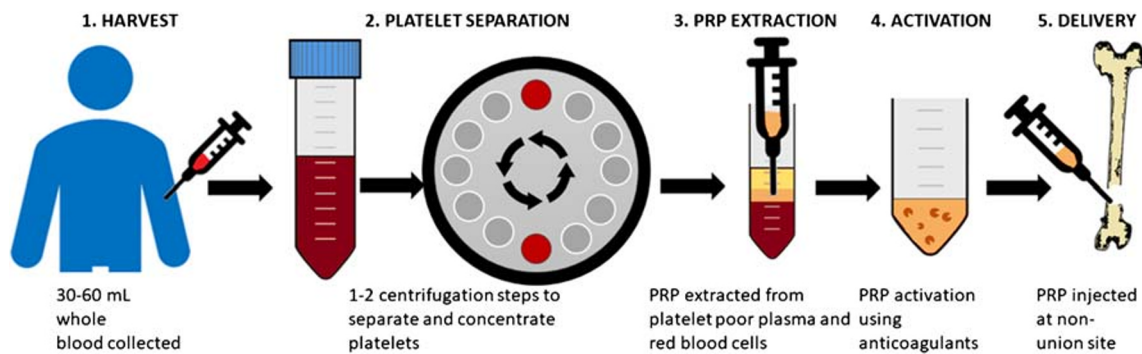 1. HARVEST
2. PLATELET SEPARATION
3. PRP EXTRACTION
4. ACTIVATION
5. DELIVERY
30-60 mL
whole
blood collected
1-2 centrifugation steps to
separate and concentrate
platelets
PRP extracted from
platelet poor plasma and
red blood cells
PRP activation
using
anticoagulants
PRP injected
at non-
union site